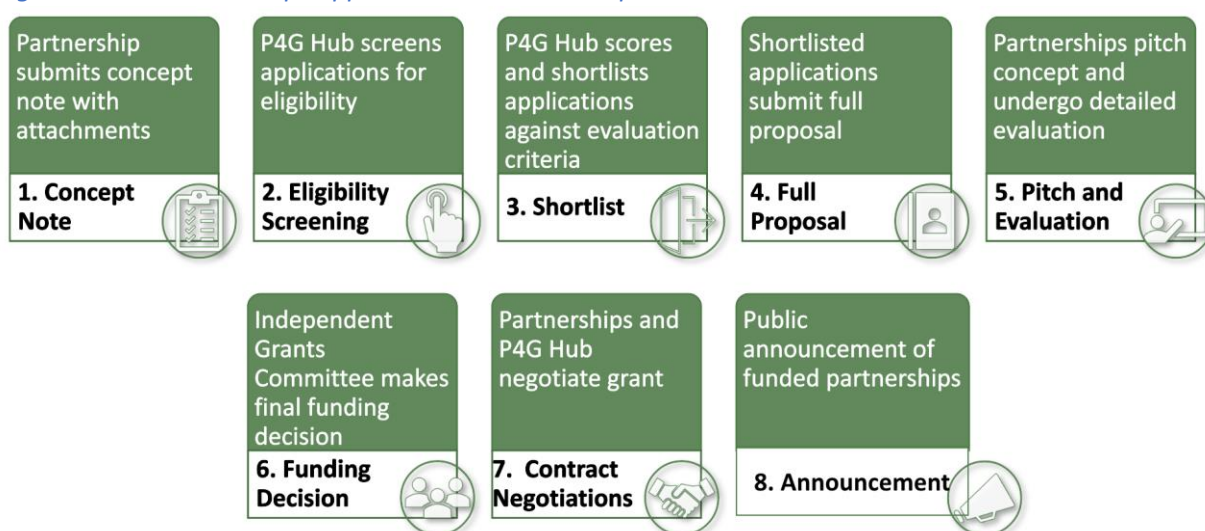 Partnership
submits concept
note with
attachments
1. Concept
Note
P4G Hub screens
applications for
eligibility
2. Eligibility
Screening
P4G Hub scores
and shortlists
applications
against evaluation
criteria
3. Shortlist
Shortlisted
applications
submit full
proposal
4. Full
Proposal
Partnerships pitch
concept and
undergo detailed
evaluation
5. Pitch and
Evaluation
Independent
Grants
Committee makes
final funding
decision
6. Funding
Decision
Partnerships and
P4G Hub
negotiate grant
7. Contract
Negotiations
Public
announcement of
funded partnerships
8. Announcement